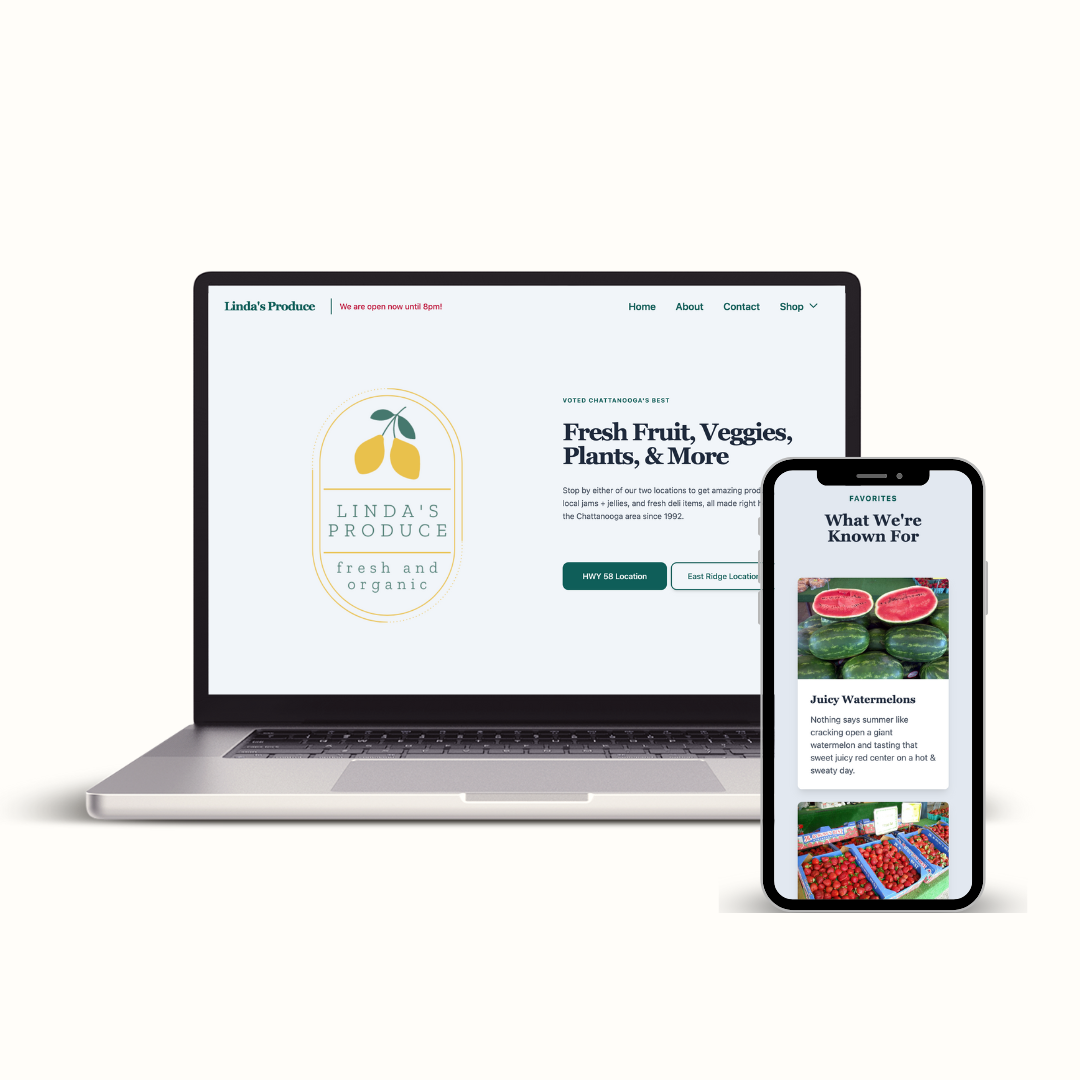 Linda's Produce
We are open now until 8pm!
Home About Contact Shop
LINDA'S
PRODUCE
fresh and
organic
VOTED CHATTANOOGA'S BEST
Fresh Fruit, Veggies,
Plants, & More
Stop by either of our two locations to get amazing
local jams + jellies, and fresh deli items, all made right
the Chattanooga area since 1992.
HWY 58 Location
East Ridge Location
FAVORITES
What We're
Known For
Juicy Watermelons
Nothing says summer like
cracking open a giant
watermelon and tasting that
sweet juicy red center on a hot &
sweaty day.